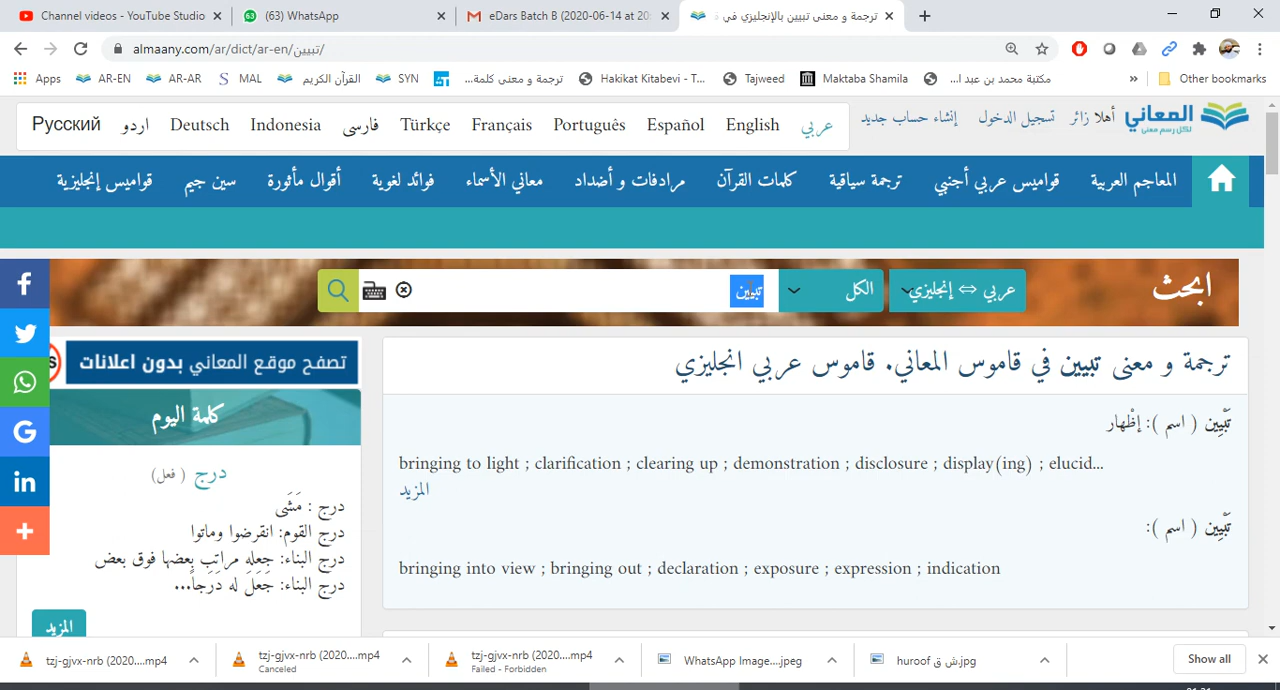 Channel videos - YouTube Studio
(63) WhatsApp
eDars Batch B (2020-06-14 at 20:
ترجمة و معنى تبيين بالإنجليزي في
almaany.com/ar/dict/ar-en/تبيين/
Apps
AR-EN
AR-AR
MAL
القرآن الكريم
SYN
ترجمة و معنى كلمة...
Hakikat Kitabevi - T...
Tajweed
Maktaba Shamila
مكتبة محمد بن عبد ا...
»
Other bookmarks
Русский اردو Deutsch Indonesia فارسی Türkçe Français Português Español English عربي
إنشاء حساب جديد
تسجيل الدخول
أهلا زائر
المعاني
لكل رسم معنى
المعاجم العربية
قواميس عربي أجنبي
ترجمة سياقية
كلمات القرآن
مرادفات و أضداد
معاني الأسماء
فوائد لغوية
أقوال مأثورة
سين جيم
قواميس إنجليزية
ابحث
عربي ⇔ إنجليزي
الكل
تبيين
تصفح موقع المعاني بدون اعلانات
كلمة اليوم
درج ( فعل)
درج : مَشَى
درج القوم: انقرضوا وماتوا
درج البناء: جعله مراتب بعضها فوق بعض
درج البناء: جَعَلَ له دَرَجاً...
المزيد
ترجمة و معنى تبيين في قاموس المعاني. قاموس عربي انجليزي
تَبْيِين ( اسم ): إظْهار
bringing to light ; clarification ; clearing up ; demonstration ; disclosure ; display(ing) ; elucid...
المزيد
تَبْيِين ( اسم ):
bringing into view ; bringing out ; declaration ; exposure ; expression ; indication
tzj-gjvx-nrb (2020....mp4
tzj-gjvx-nrb (2020....mp4
Canceled
tzj-gjvx-nrb (2020....mp4
Failed - Forbidden
WhatsApp Image....jpeg
huroof ش ق.jpg
Show all